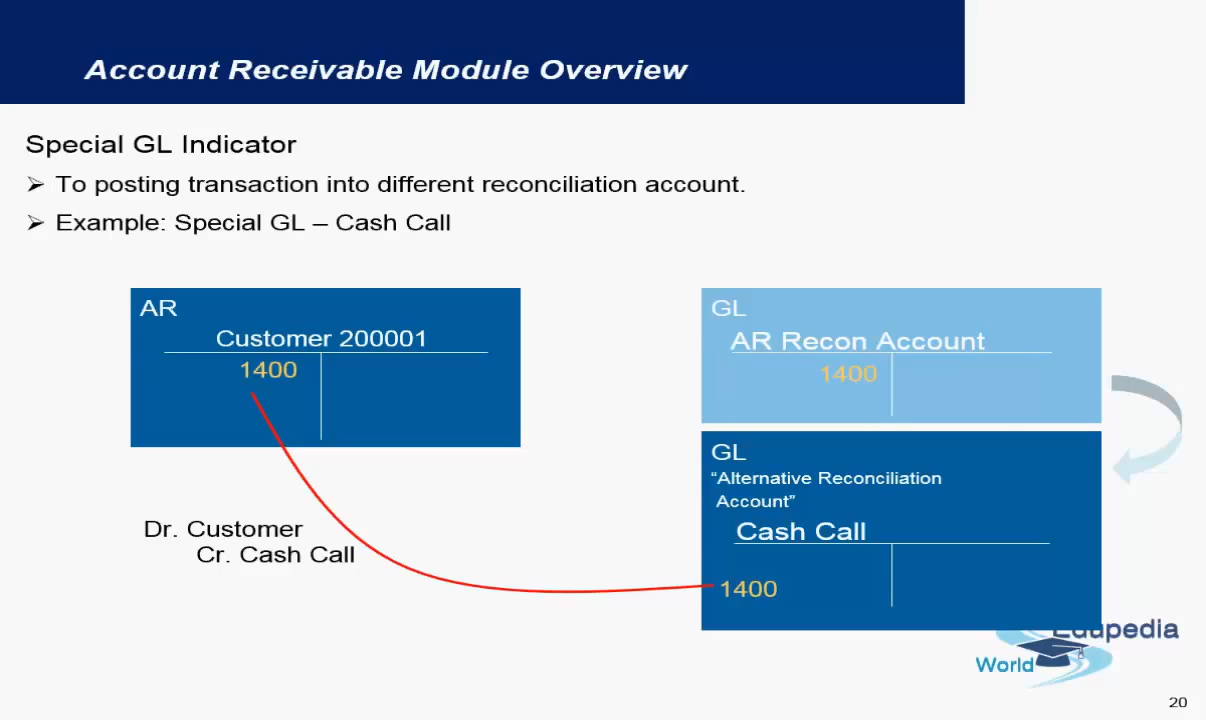 Account Receivable Module Overview
Special GL Indicator
➢ To posting transaction into different reconciliation account.
➢ Example: Special GL – Cash Call
AR
Customer 200001
1400
GL
AR Recon Account
1400
GL
“Alternative Reconciliation
Account”
Cash Call
1400
Dr. Customer
Cr. Cash Call
Edupedia
World
20